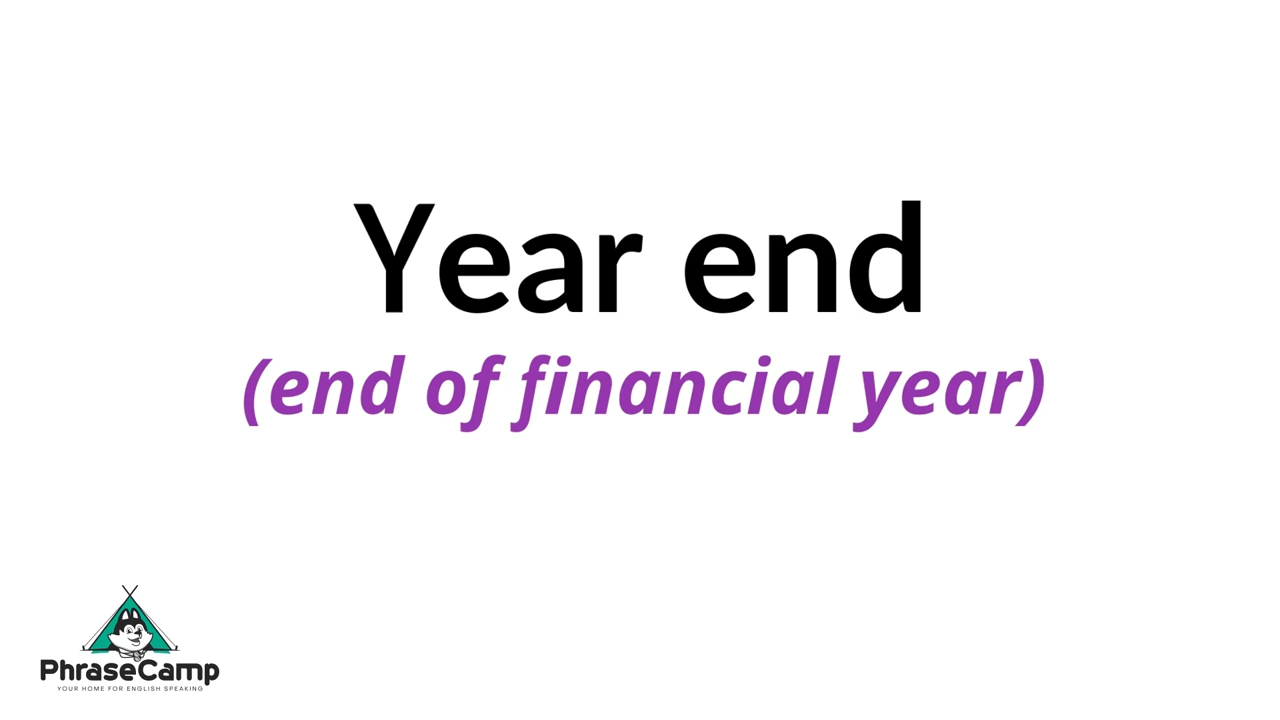 Year end
(end of financial year)
PhraseCamp
YOUR HOME FOR ENGLISH SPEAKING